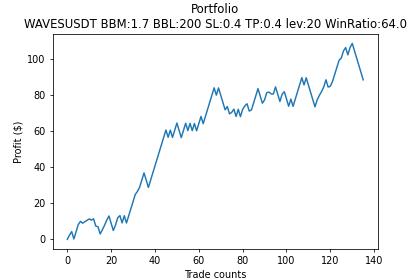 Portfolio
WAVESUSDT BBM:1.7 BBL:200 SL:0.4 TP:0.4 lev:20 WinRatio:64.0
100
80
60
40
20
0
Profit ($)
0 20 40 60 80 100 120 140
Trade counts